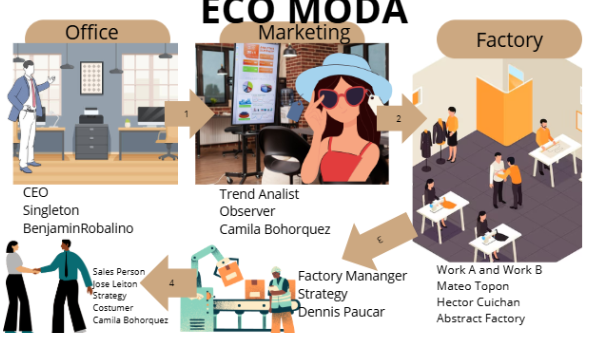 ECO MODA
Office
Marketing
Factory
1
2
CEO
Singleton
BenjaminRobalino
Trend Analist
Observer
Camila Bohorquez
Work A and Work B
Mateo Topon
Hector Cuichan
Abstract Factory
Factory Mananger
Strategy
Dennis Paucar
4
Sales Person
Jose Leiton
Strategy
Costumer
Camila Bohorquez